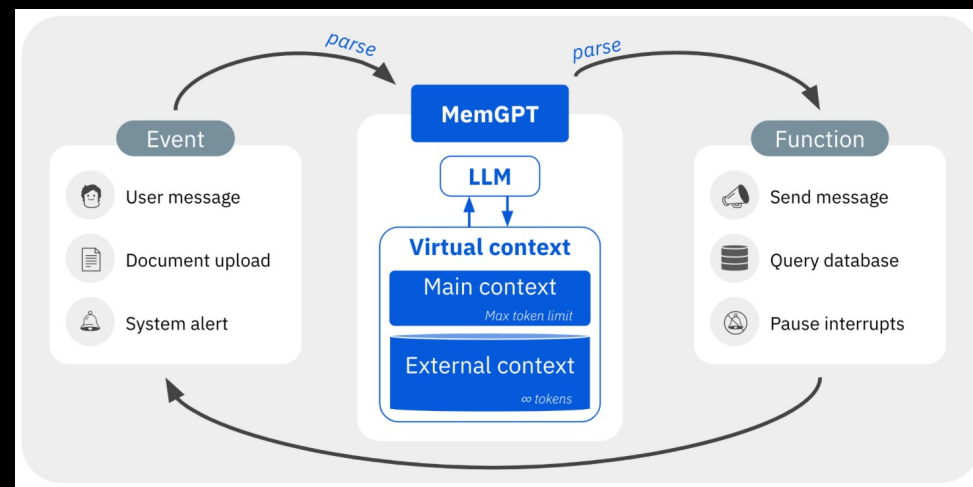 parse
parse
MemGPT
Event
User message
Document upload
System alert
LLM
Virtual context
Main context
Max token limit
External context
∞ tokens
Function
Send message
Query database
Pause interrupts